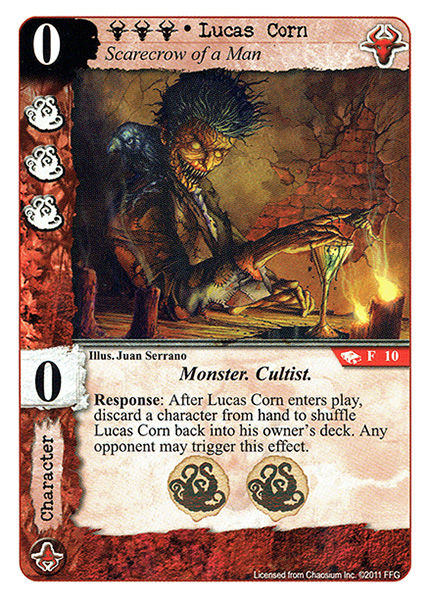 0
• Lucas Corn
Scarecrow of a Man
Illus. Juan Serrano
F 10
0
Monster. Cultist.
Response: After Lucas Corn enters play,
discard a character from hand to shuffle
Lucas Corn back into his owner's deck. Any
opponent may trigger this effect.
Character
Licensed from Chaosium Inc. ©2011 FFG